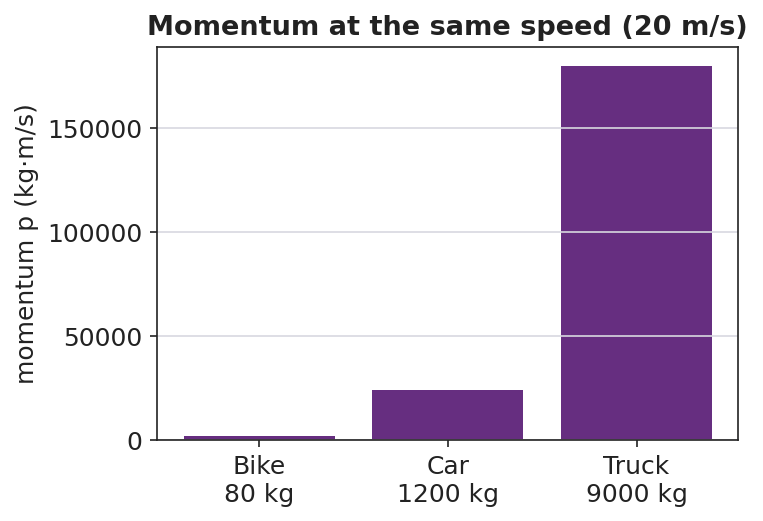 Momentum at the same speed (20 m/s)
momentum p (kg·m/s)
150000
100000
50000
0
Bike
80 kg
Car
1200 kg
Truck
9000 kg